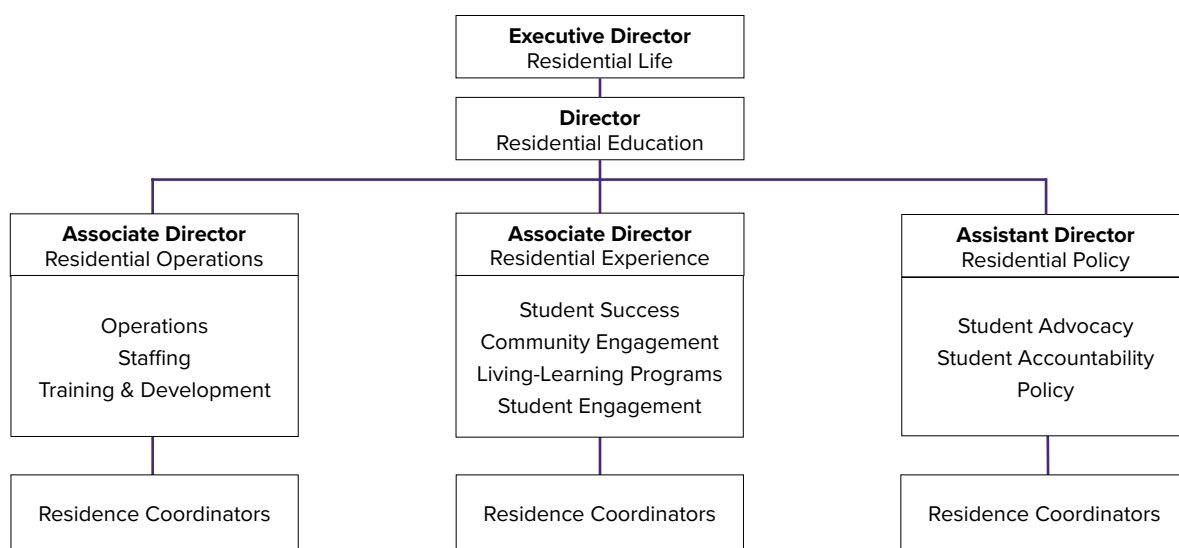 Executive Director
Residential Life
Director
Residential Education
Associate Director
Residential Operations
Operations
Staffing
Training & Development
Residence Coordinators
Associate Director
Residential Experience
Student Success
Community Engagement
Living-Learning Programs
Student Engagement
Residence Coordinators
Assistant Director
Residential Policy
Student Advocacy
Student Accountability
Policy
Residence Coordinators